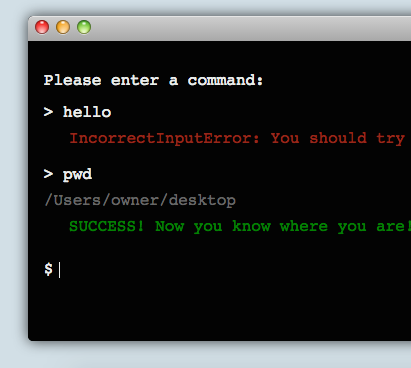 Please enter a command:
> hello
IncorrectInputError: You should try
> pwd
/Users/owner/desktop
SUCCESS! Now you know where you are!
$